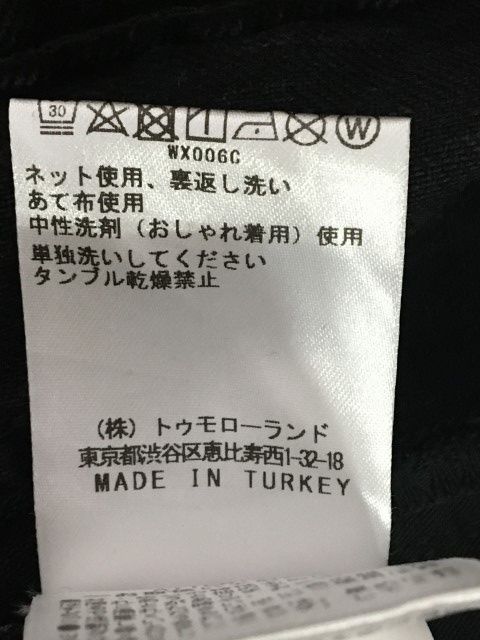 30
W
WX006C
ネット使用、裏返し洗い
あて布使用
中性洗剤（おしゃれ着用）使用
単独洗いしてください
タンブル乾燥禁止
（株）トゥモローランド
東京都渋谷区恵比寿西1-32-18
MADE IN TURKEY